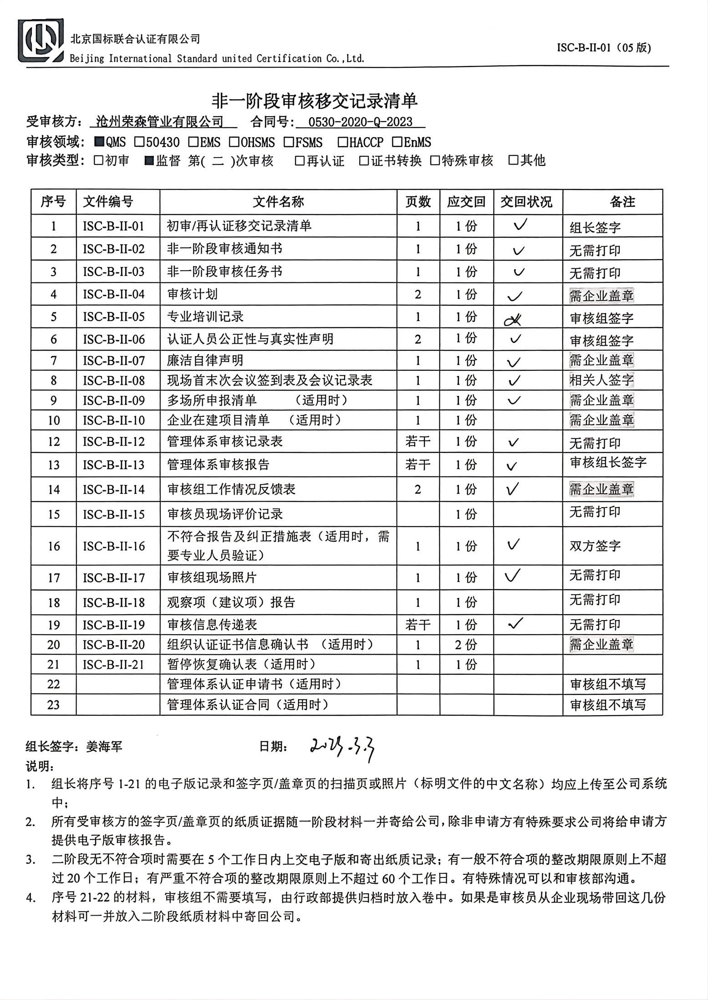 北京国标联合认证有限公司
Beijing International Standard united Certification Co.,Ltd.
ISC-B-II-01（05 版)
非一阶段审核移交记录清单
受审核方： 沧州荣森管业有限公司 合同号： 0530-2020-Q-2023
审核领域：■QMS □50430 □EMS □OHSMS □FSMS □HACCP □EnMS
审核类型：□初审 ■监督 第( 二 )次审核 □再认证 □证书转换 □特殊审核 □其他
序号 文件编号 文件名称 页数 应交回 交回状况 备注
1 ISC-B-II-01 初审/再认证移交记录清单 1 1 份 ✓ 组长签字
2 ISC-B-II-02 非一阶段审核通知书 1 1 份 ✓ 无需打印
3 ISC-B-II-03 非一阶段审核任务书 1 1 份 ✓ 无需打印
4 ISC-B-II-04 审核计划 2 1 份 ✓ 需企业盖章
5 ISC-B-II-05 专业培训记录 1 1 份 审核组签字
6 ISC-B-II-06 认证人员公正性与真实性声明 2 1 份 ✓ 审核组签字
7 ISC-B-II-07 廉洁自律声明 1 1 份 ✓ 需企业盖章
8 ISC-B-II-08 现场首末次会议签到表及会议记录表 1 1 份 ✓ 相关人签字
9 ISC-B-II-09 多场所申报清单 （适用时） 1 1 份 ✓ 需企业盖章
10 ISC-B-II-10 企业在建项目清单 （适用时） 1 1 份 需企业盖章
12 ISC-B-II-12 管理体系审核记录表 若干 1 份 ✓ 无需打印
13 ISC-B-II-13 管理体系审核报告 若干 1 份 ✓ 审核组长签字
14 ISC-B-II-14 审核组工作情况反馈表 2 1 份 ✓ 需企业盖章
15 ISC-B-II-15 审核员现场评价记录 1 份 无需打印
16 ISC-B-II-16 不符合报告及纠正措施表（适用时，需
要专业人员验证） 1 1 份 ✓ 双方签字
17 ISC-B-II-17 审核组现场照片 1 1 份 ✓ 无需打印
18 ISC-B-II-18 观察项（建议项）报告 1 1 份 无需打印
19 ISC-B-II-19 审核信息传递表 若干 1 份 ✓ 无需打印
20 ISC-B-II-20 组织认证证书信息确认书 （适用时） 1 2 份 需企业盖章
21 ISC-B-II-21 暂停恢复确认表（适用时） 1 1 份
22 管理体系认证申请书（适用时） 审核组不填写
23 管理体系认证合同（适用时） 审核组不填写
组长签字：姜海军 日期： 2023.3.3
说明：
1. 组长将序号 1-21 的电子版记录和签字页/盖章页的扫描页或照片（标明文件的中文名称）均应上传至公司系统
中；
2. 所有受审核方的签字页/盖章页的纸质证据随一阶段材料一并寄给公司，除非申请方有特殊要求公司将给申请方
提供电子版审核报告。
3. 二阶段无不符合项时需要在 5 个工作日内上交电子版和寄出纸质记录；有一般不符合项的整改期限原则上不超
过 20 个工作日；有严重不符合项的整改期限原则上不超过 60 个工作日。有特殊情况可以和审核部沟通。
4. 序号 21-22 的材料，审核组不需要填写，由行政部提供归档时放入卷中。如果是审核员从企业现场带回这几份
材料可一并放入二阶段纸质材料中寄回公司。